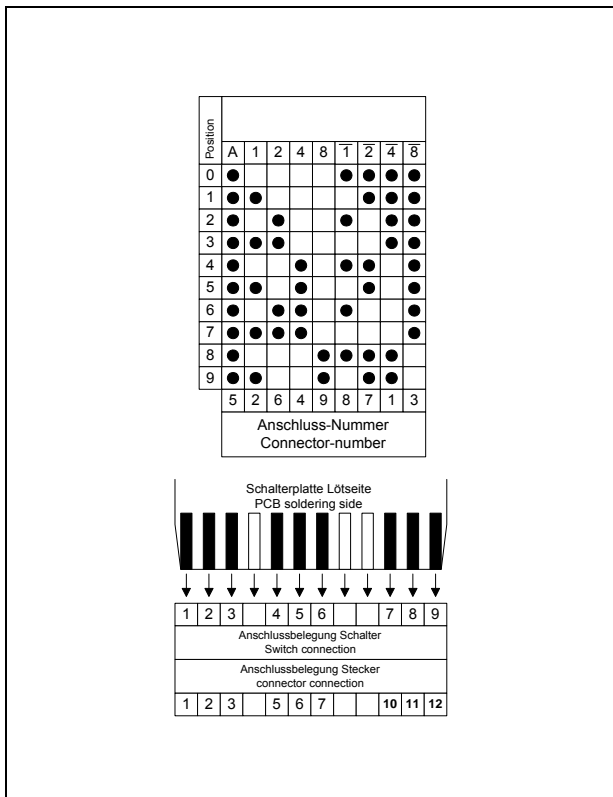 Position
A 1 2 4 8 1̅ 2̅ 4̅ 8̅
0
1
2
3
4
5
6
7
8
9
5 2 6 4 9 8 7 1 3
Anschluss-Nummer
Connector-number
Schalterplatte Lötseite
PCB soldering side
1 2 3 4 5 6 7 8 9
Anschlussbelegung Schalter
Switch connection
Anschlussbelegung Stecker
connector connection
1 2 3 5 6 7 10 11 12